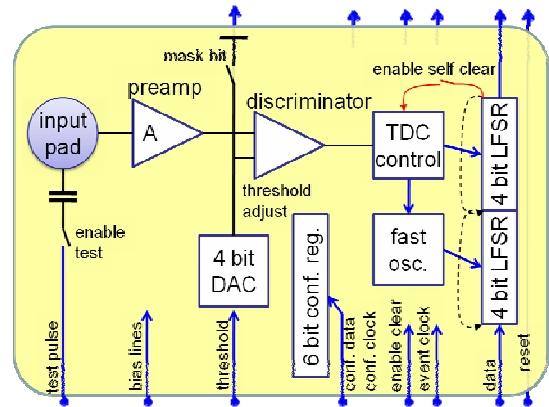 mask bit
enable self clear
preamp
discriminator
input
pad
A
TDC
control
4 bit LFSR
threshold
adjust
enable
test
4 bit
DAC
6 bit conf. reg.
fast
osc.
4 bit LFSR
test pulse
bias lines
threshold
conf. data
conf. clock
enable clear
event clock
data
reset